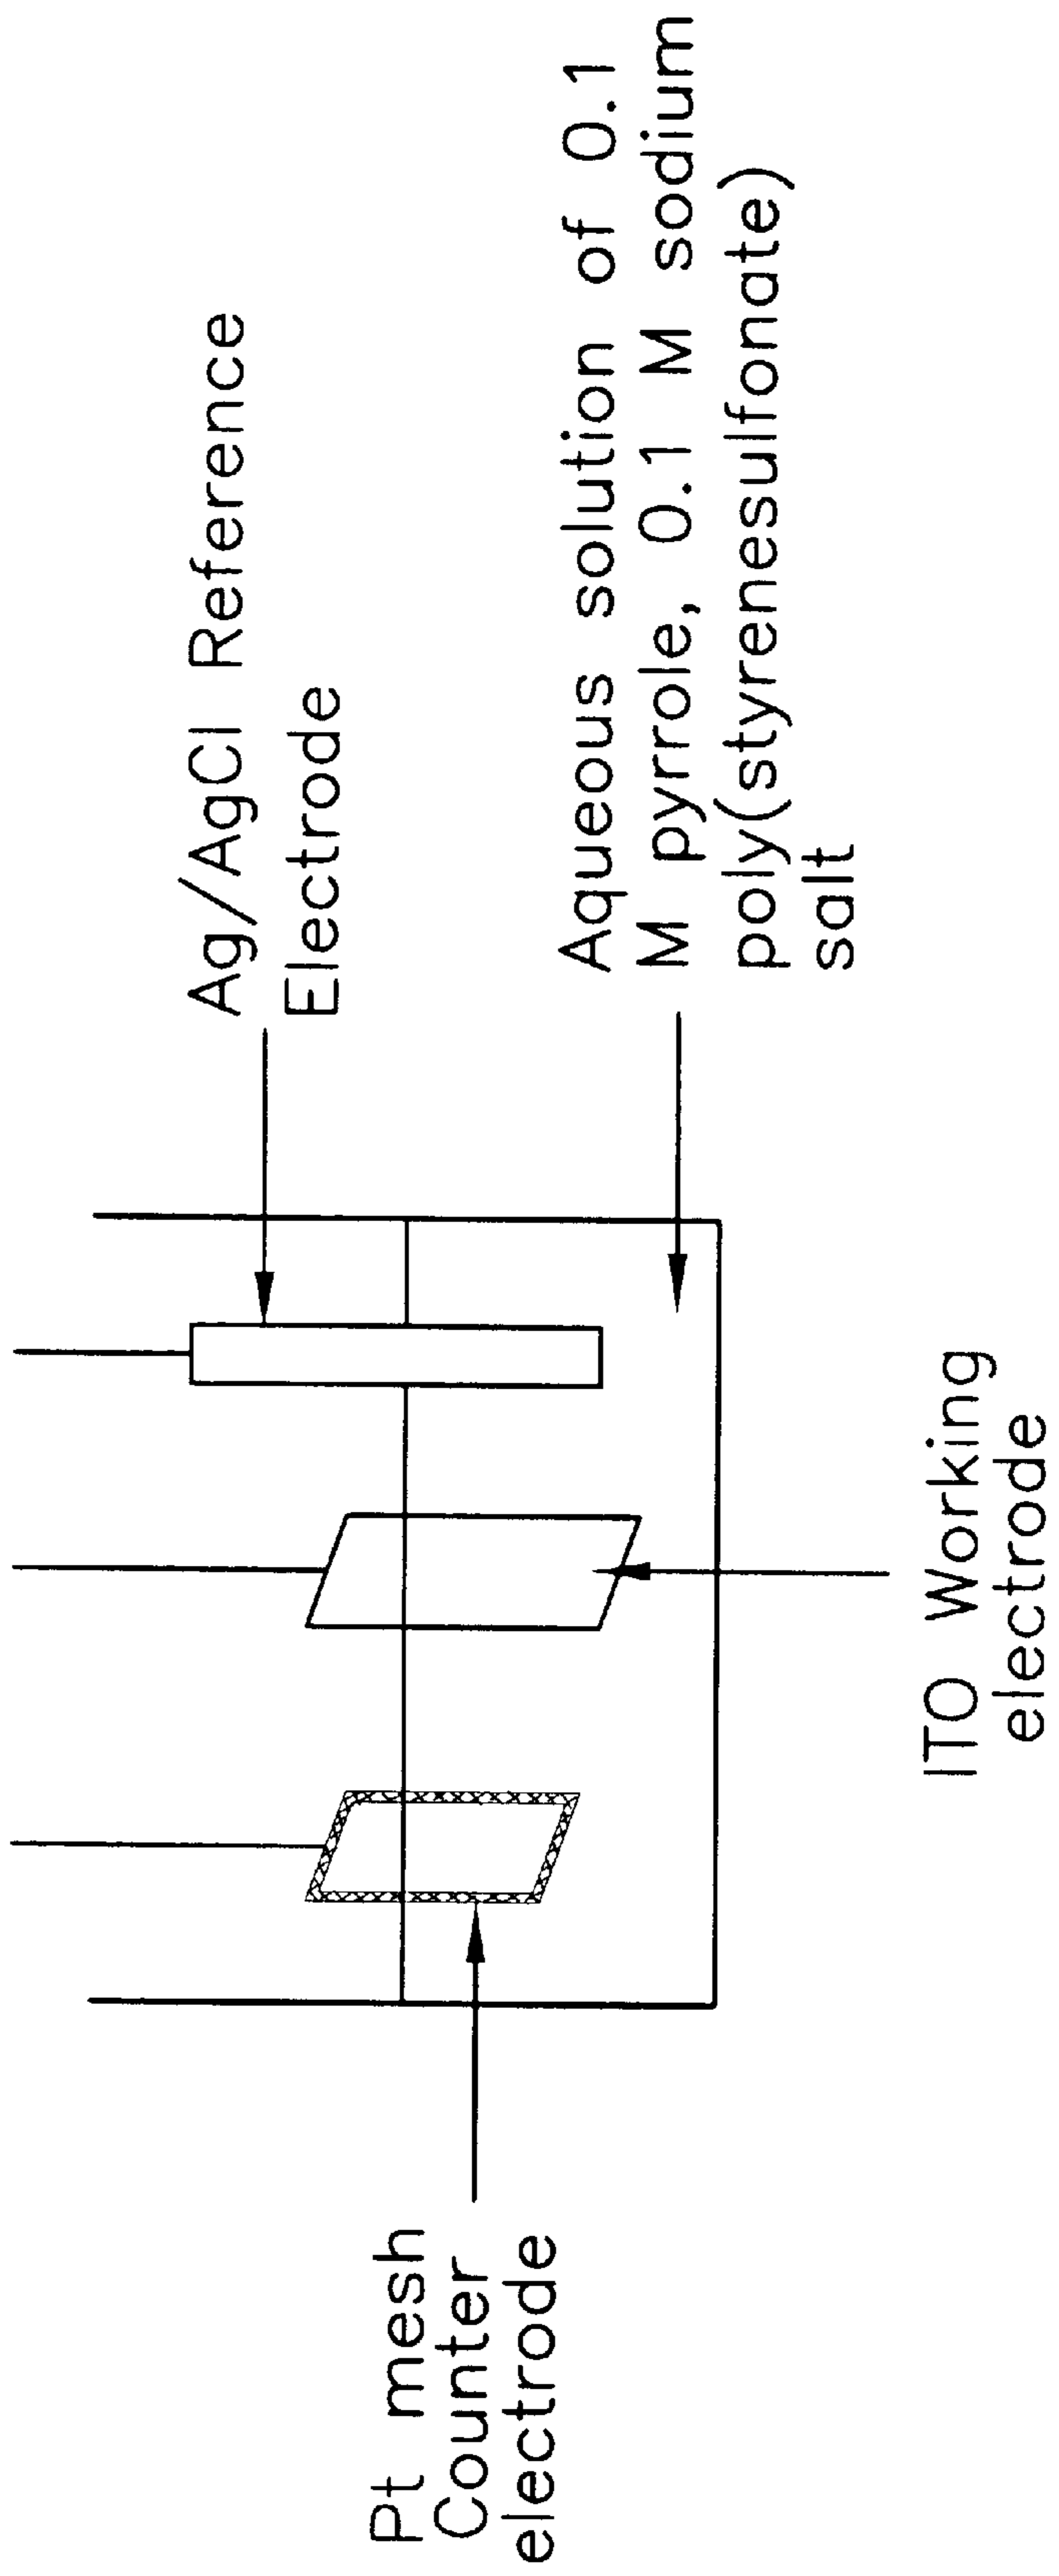 Ag/AgCl Reference
Electrode
Aqueous solution of 0.1
M pyrrole, 0.1 M sodium
poly(styrenesulfonate)
salt
Pt mesh
Counter
electrode
ITO Working
electrode